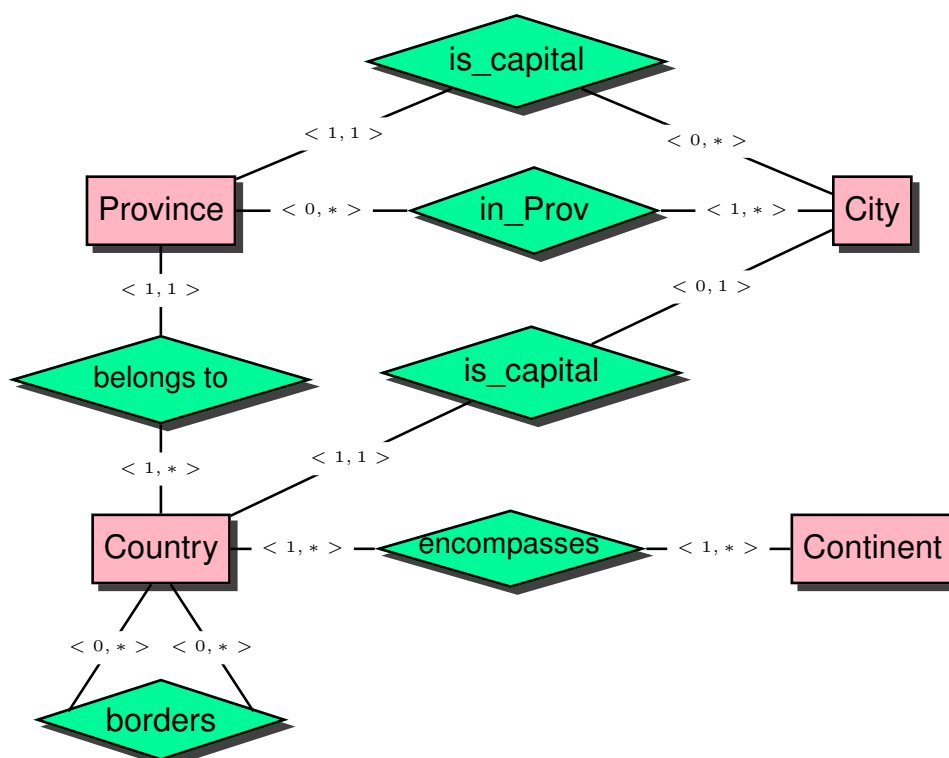 is_capital
< 1, 1 >
< 0, * >
Province
< 0, * >
in_Prov
< 1, * >
City
< 1, 1 >
< 0, 1 >
belongs to
is_capital
< 1, * >
< 1, 1 >
Country
< 1, * >
encompasses
< 1, * >
Continent
< 0, * >
< 0, * >
borders